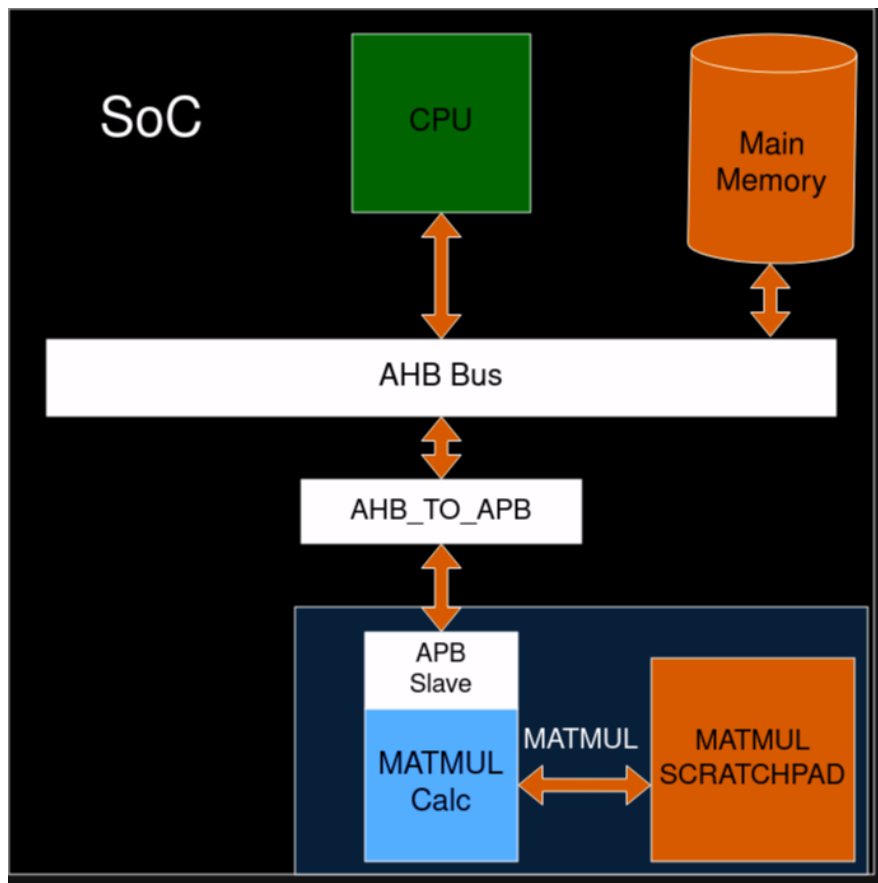 SoC
CPU
Main
Memory
AHB Bus
AHB_TO_APB
APB
Slave
MATMUL
Calc
MATMUL
MATMUL
SCRATCHPAD